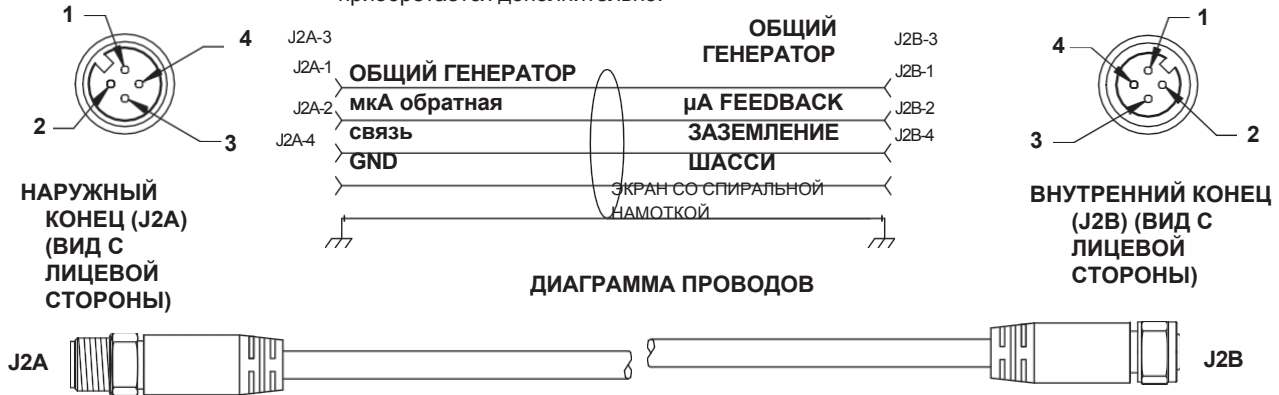 приобретается дополнительно.
1
4
2
3
J2A-3
J2A-1
J2A-2
J2A-4
ОБЩИЙ ГЕНЕРАТОР
мкА обратная
связь
GND
ОБЩИЙ
ГЕНЕРАТОР
µA FEEDBACK
ЗАЗЕМЛЕНИЕ
ШАССИ
ЭКРАН СО СПИРАЛЬНОЙ
НАМОТКОЙ
J2B-3
J2B-1
J2B-2
J2B-4
1
4
3
2
НАРУЖНЫЙ
КОНЕЦ (J2A)
(ВИД С
ЛИЦЕВОЙ
СТОРОНЫ)
ВНУТРЕННИЙ КОНЕЦ
(J2B) (ВИД С
ЛИЦЕВОЙ
СТОРОНЫ)
ДИАГРАММА ПРОВОДОВ
J2A
J2B